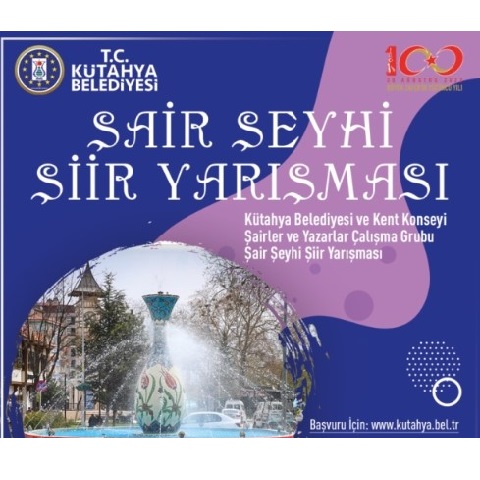 T.C.
KÜTAHYA
BELEDİYESİ
100
ŞAİR ŞEYHİ
ŞİİR YARIŞMASI
Kütahya Belediyesi ve Kent Konseyi
Şairler ve Yazarlar Çalışma Grubu
Şair Şeyhi Şiir Yarışması
Başvuru İçin: www.kutahya.bel.tr